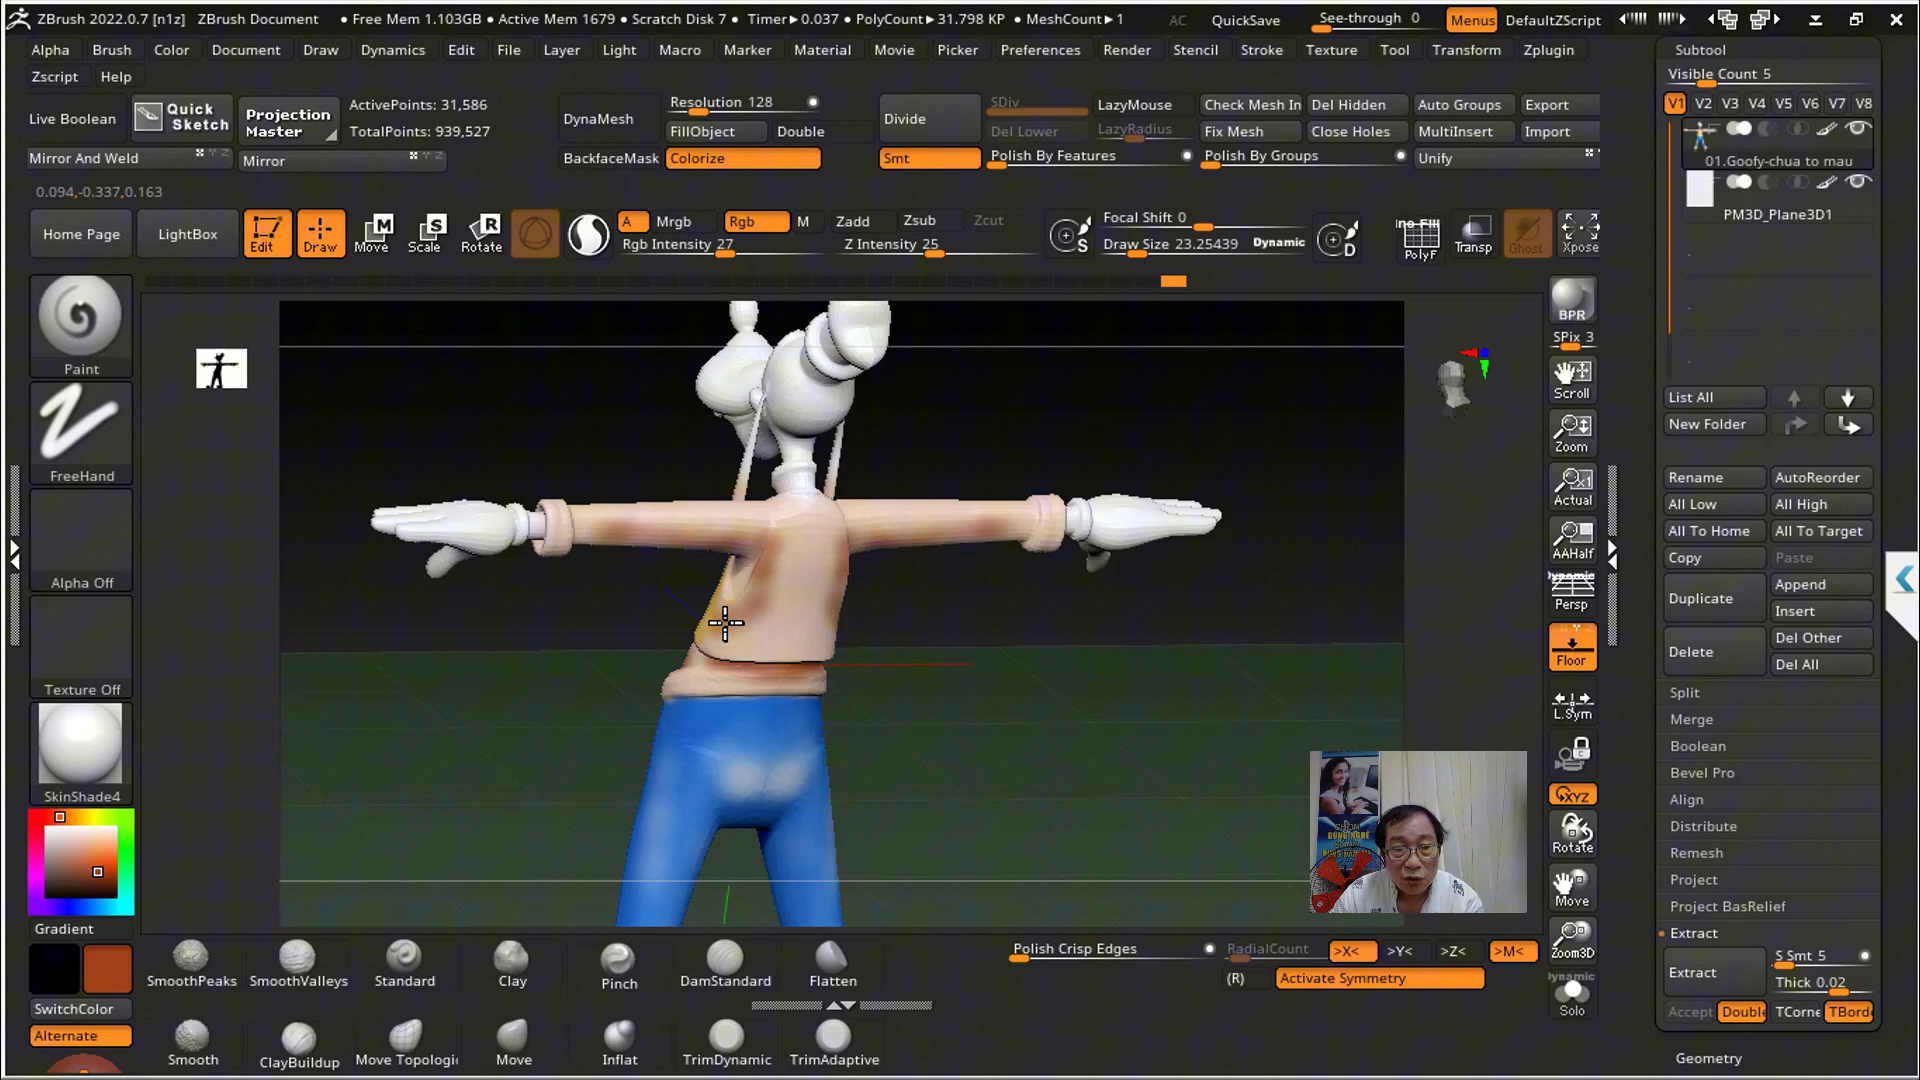 ZBrush 2022.0.7 [n1z] ZBrush Document • Free Mem 1.103GB • Active Mem 1679 • Scratch Disk 7 • Timer▶0.037 • PolyCount▶31.798 KP • MeshCount▶1 AC QuickSave See-through 0 Menus DefaultZScript
Alpha Brush Color Document Draw Dynamics Edit File Layer Light Macro Marker Material Movie Picker Preferences Render Stencil Stroke Texture Tool Transform Zplugin
Zscript Help
Live Boolean
Quick Sketch
Projection Master
ActivePoints: 31,586
TotalPoints: 939,527
DynaMesh
Resolution 128
FillObject Double
BackfaceMask Colorize
Divide
Smt
SDiv
Del Lower
LazyMouse
LazyRadius
Polish By Features
Check Mesh In Del Hidden Auto Groups Export
Fix Mesh Close Holes MultiInsert Import
Polish By Groups Unify
Mirror And Weld Mirror
0.094,-0.337,0.163
Home Page LightBox Edit Draw Move Scale Rotate
A Mrgb Rgb M Zadd Zsub Zcut
Rgb Intensity 27 Z Intensity 25
Focal Shift 0
Draw Size 23.25439 Dynamic
S D
PolyF Transp Ghost Xpose
Paint
FreeHand
Alpha Off
Texture Off
SkinShade4
Gradient
SwitchColor
Alternate
BPR
SPix 3
Scroll
Zoom
Actual
AAHalf
Dynamic
Persp
Floor
L.Sym
XYZ
Rotate
Move
Zoom3D
Dynamic
Solo
SmoothPeaks SmoothValleys Standard Clay Pinch DamStandard Flatten
Smooth ClayBuildup Move Topologi Move Inflat TrimDynamic TrimAdaptive
Polish Crisp Edges RadialCount >X< >Y< >Z< >M<
(R) Activate Symmetry
Subtool
Visible Count 5
V1 V2 V3 V4 V5 V6 V7 V8
01.Goofy-chua to mau
PM3D_Plane3D1
List All
New Folder
Rename AutoReorder
All Low All High
All To Home All To Target
Copy Paste
Duplicate Append
Insert
Delete Del Other
Del All
Split
Merge
Boolean
Bevel Pro
Align
Distribute
Remesh
Project
Project BasRelief
Extract
Extract S Smt 5
Thick 0.02
Accept Double TCorne TBord
Geometry